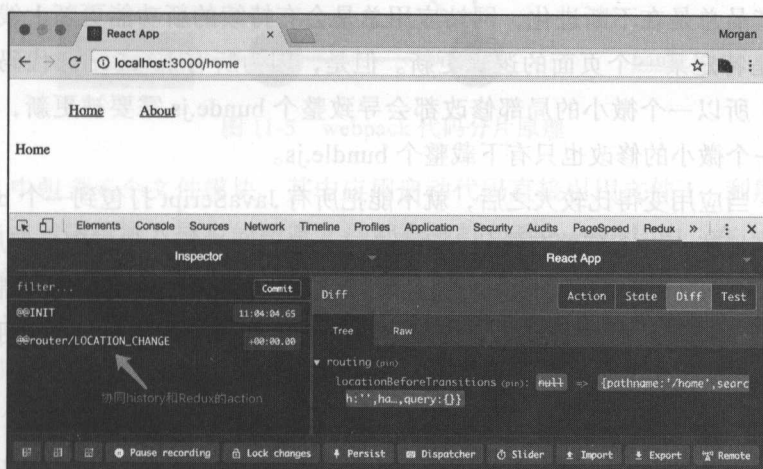 React App
Morgan
localhost:3000/home
Home About
Home
Elements Console Sources Network Timeline Profiles Application Security Audits PageSpeed Redux »
Inspector
React App
filter...
Commit
Diff
Action State Diff Test
@@INIT
11:04:04.65
@@router/LOCATION_CHANGE
+00:00.00
Tree Raw
routing (pin)
locationBeforeTransitions (pin): null => {pathname:'/home',searc
h:'',ha…,query:{}}
协同history和Redux的action
Pause recording Lock changes Persist Dispatcher Slider Import Export Remote